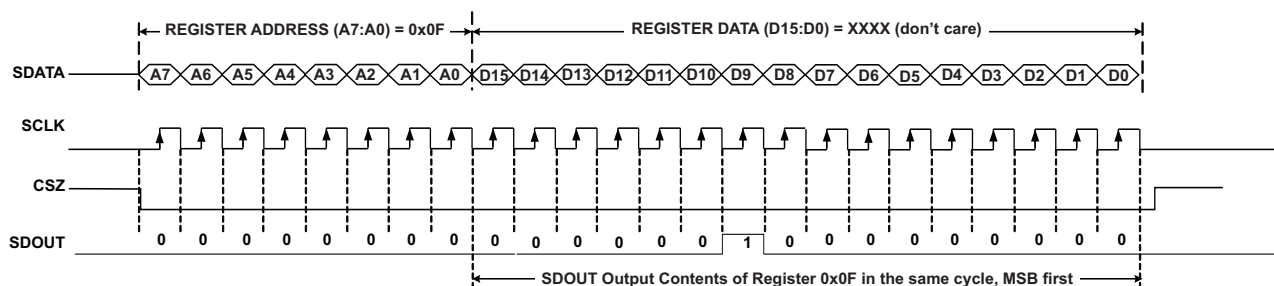 REGISTER ADDRESS (A7:A0) = 0x0F REGISTER DATA (D15:D0) = XXXX (don't care)
SDATA A7 A6 A5 A4 A3 A2 A1 A0 D15 D14 D13 D12 D11 D10 D9 D8 D7 D6 D5 D4 D3 D2 D1 D0
SCLK
CSZ
SDOUT 0 0 0 0 0 0 0 0 0 0 0 0 0 0 1 0 0 0 0 0 0 0 0 0
SDOUT Output Contents of Register 0x0F in the same cycle, MSB first